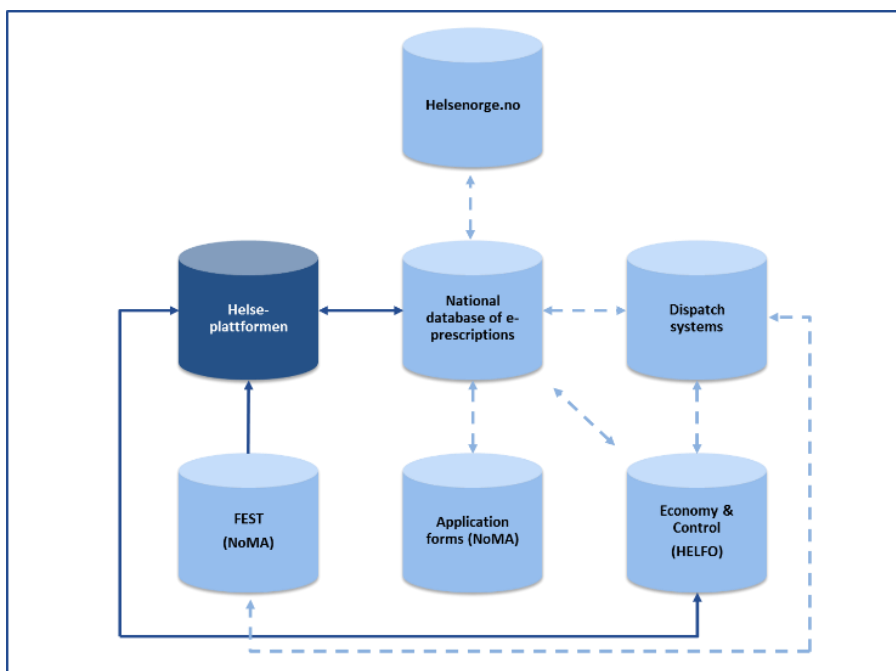 Helsenorge.no
Helse-
plattformen
National
database of e-
prescriptions
Dispatch
systems
FEST
(NoMA)
Application
forms (NoMA)
Economy &
Control
(HELFO)